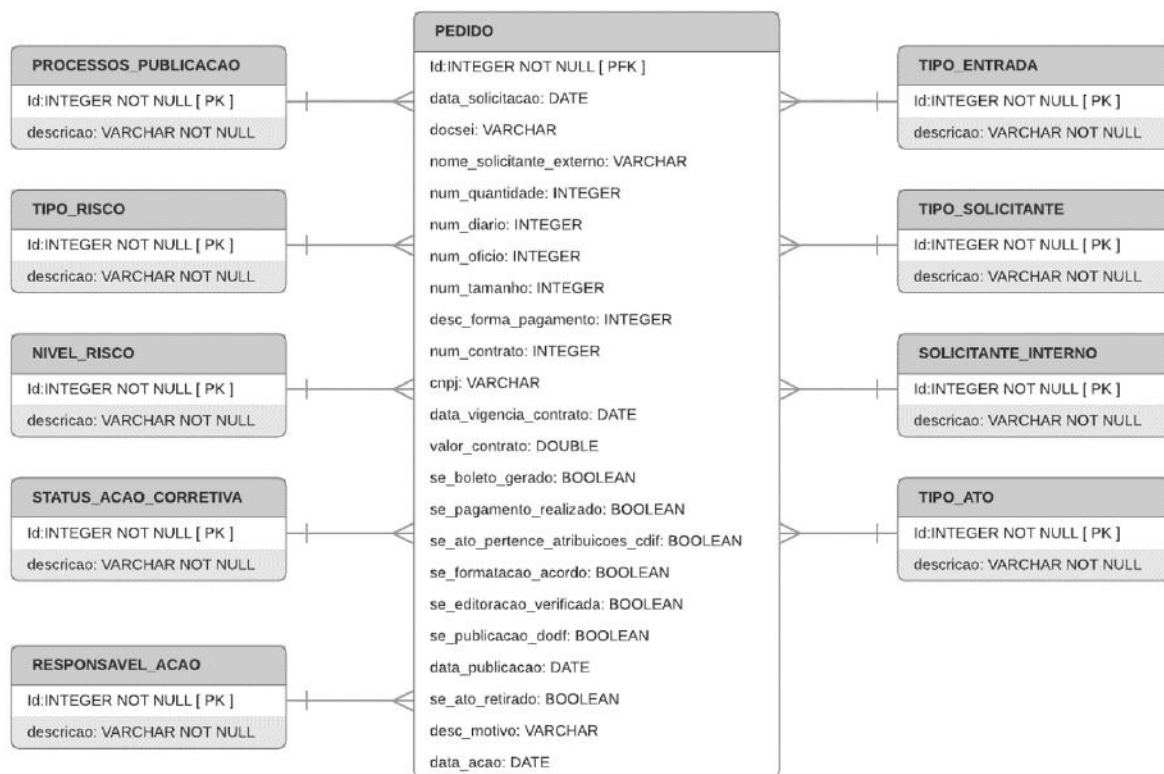 PROCESSOS_PUBLICACAO
Id:INTEGER NOT NULL [ PK ]
descricao: VARCHAR NOT NULL
TIPO_RISCO
Id:INTEGER NOT NULL [ PK ]
descricao: VARCHAR NOT NULL
NIVEL_RISCO
Id:INTEGER NOT NULL [ PK ]
descricao: VARCHAR NOT NULL
STATUS_ACAO_CORRETIVA
Id:INTEGER NOT NULL [ PK ]
descricao: VARCHAR NOT NULL
RESPONSAVEL_ACAO
Id:INTEGER NOT NULL [ PK ]
descricao: VARCHAR NOT NULL
PEDIDO
Id:INTEGER NOT NULL [ PFK ]
data_solicitacao: DATE
docsei: VARCHAR
nome_solicitante_externo: VARCHAR
num_quantidade: INTEGER
num_diario: INTEGER
num_oficio: INTEGER
num_tamanho: INTEGER
desc_forma_pagamento: INTEGER
num_contrato: INTEGER
cnpj: VARCHAR
data_vigencia_contrato: DATE
valor_contrato: DOUBLE
se_boleto_gerado: BOOLEAN
se_pagamento_realizado: BOOLEAN
se_ato_pertence_atribuicoes_cdif: BOOLEAN
se_formatacao_acordo: BOOLEAN
se_editoracao_verificada: BOOLEAN
se_publicacao_dodf: BOOLEAN
data_publicacao: DATE
se_ato_retirado: BOOLEAN
desc_motivo: VARCHAR
data_acao: DATE
TIPO_ENTRADA
Id:INTEGER NOT NULL [ PK ]
descricao: VARCHAR NOT NULL
TIPO_SOLICITANTE
Id:INTEGER NOT NULL [ PK ]
descricao: VARCHAR NOT NULL
SOLICITANTE_INTERNO
Id:INTEGER NOT NULL [ PK ]
descricao: VARCHAR NOT NULL
TIPO_ATO
Id:INTEGER NOT NULL [ PK ]
descricao: VARCHAR NOT NULL